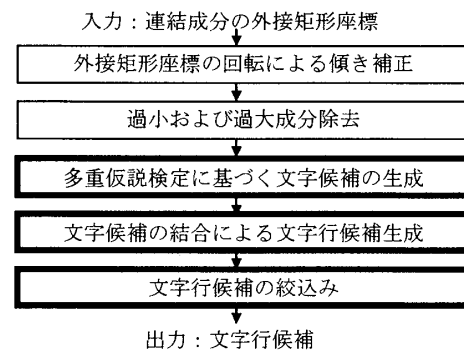 入力：連結成分の外接矩形座標
外接矩形座標の回転による傾き補正
過小および過大成分除去
多重仮説検定に基づく文字候補の生成
文字候補の結合による文字行候補生成
文字行候補の絞込み
出力：文字行候補